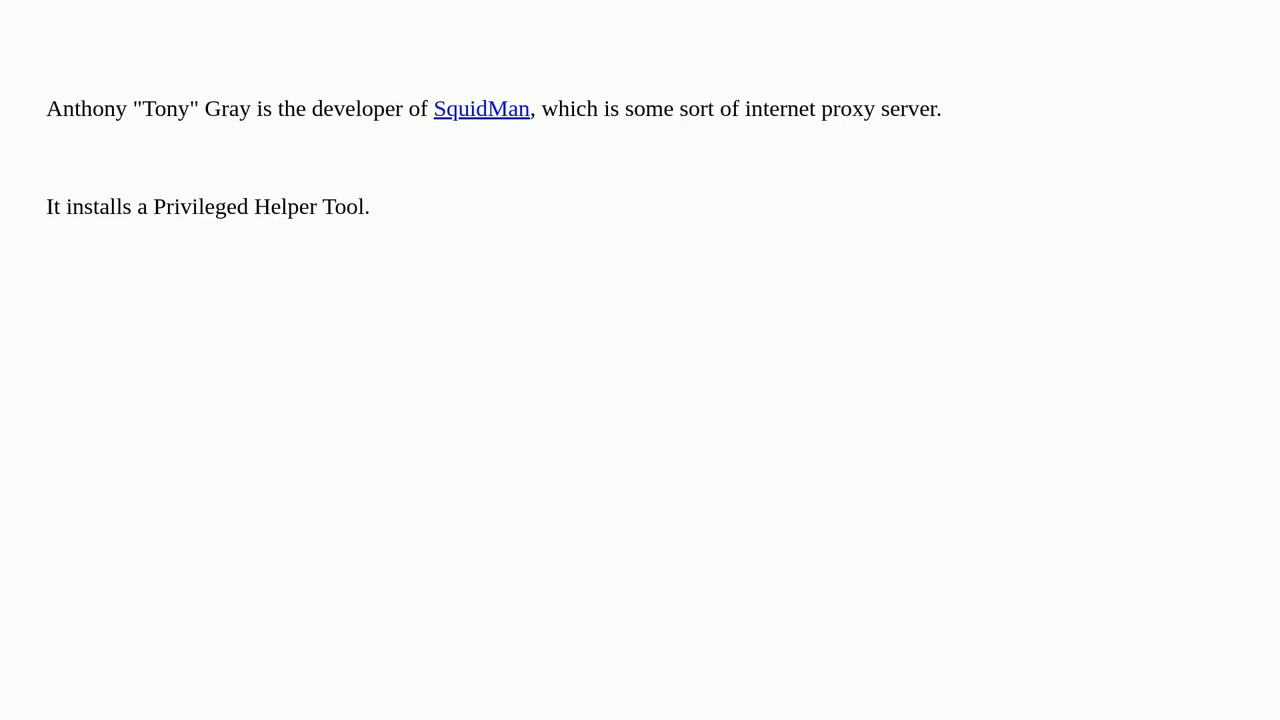 Anthony "Tony" Gray is the developer of SquidMan, which is some sort of internet proxy server.
It installs a Privileged Helper Tool.